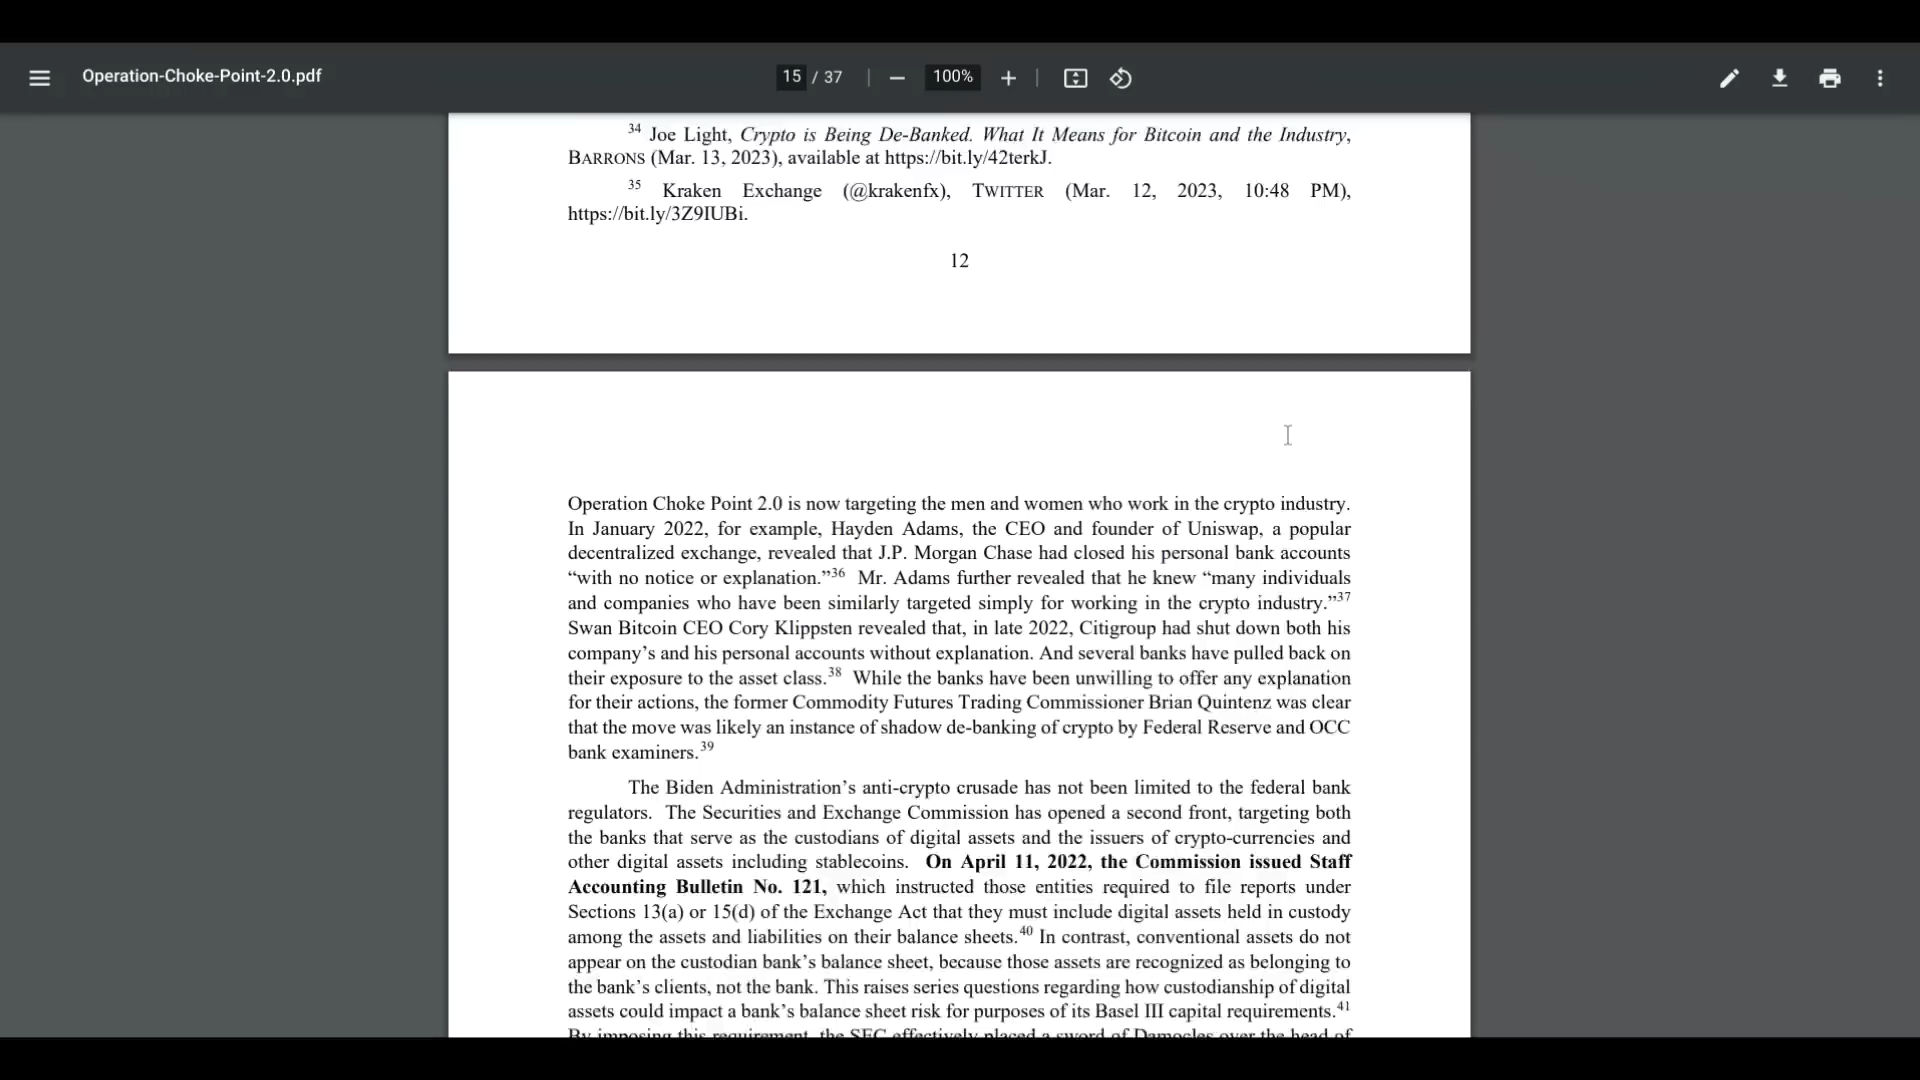 Operation-Choke-Point-2.0.pdf
15 / 37
100%
34 Joe Light, Crypto is Being De-Banked. What It Means for Bitcoin and the Industry,
BARRONS (Mar. 13, 2023), available at https://bit.ly/42terkJ.
35 Kraken Exchange (@krakenfx), TWITTER (Mar. 12, 2023, 10:48 PM),
https://bit.ly/3Z9IUBi.
12
Operation Choke Point 2.0 is now targeting the men and women who work in the crypto industry.
In January 2022, for example, Hayden Adams, the CEO and founder of Uniswap, a popular
decentralized exchange, revealed that J.P. Morgan Chase had closed his personal bank accounts
“with no notice or explanation.”36 Mr. Adams further revealed that he knew “many individuals
and companies who have been similarly targeted simply for working in the crypto industry.”37
Swan Bitcoin CEO Cory Klippsten revealed that, in late 2022, Citigroup had shut down both his
company’s and his personal accounts without explanation. And several banks have pulled back on
their exposure to the asset class.38 While the banks have been unwilling to offer any explanation
for their actions, the former Commodity Futures Trading Commissioner Brian Quintenz was clear
that the move was likely an instance of shadow de-banking of crypto by Federal Reserve and OCC
bank examiners.39
The Biden Administration’s anti-crypto crusade has not been limited to the federal bank
regulators. The Securities and Exchange Commission has opened a second front, targeting both
the banks that serve as the custodians of digital assets and the issuers of crypto-currencies and
other digital assets including stablecoins. On April 11, 2022, the Commission issued Staff
Accounting Bulletin No. 121, which instructed those entities required to file reports under
Sections 13(a) or 15(d) of the Exchange Act that they must include digital assets held in custody
among the assets and liabilities on their balance sheets.40 In contrast, conventional assets do not
appear on the custodian bank’s balance sheet, because those assets are recognized as belonging to
the bank’s clients, not the bank. This raises series questions regarding how custodianship of digital
assets could impact a bank’s balance sheet risk for purposes of its Basel III capital requirements.41
By imposing this requirement, the SEC effectively placed a sword of Damocles over the head of